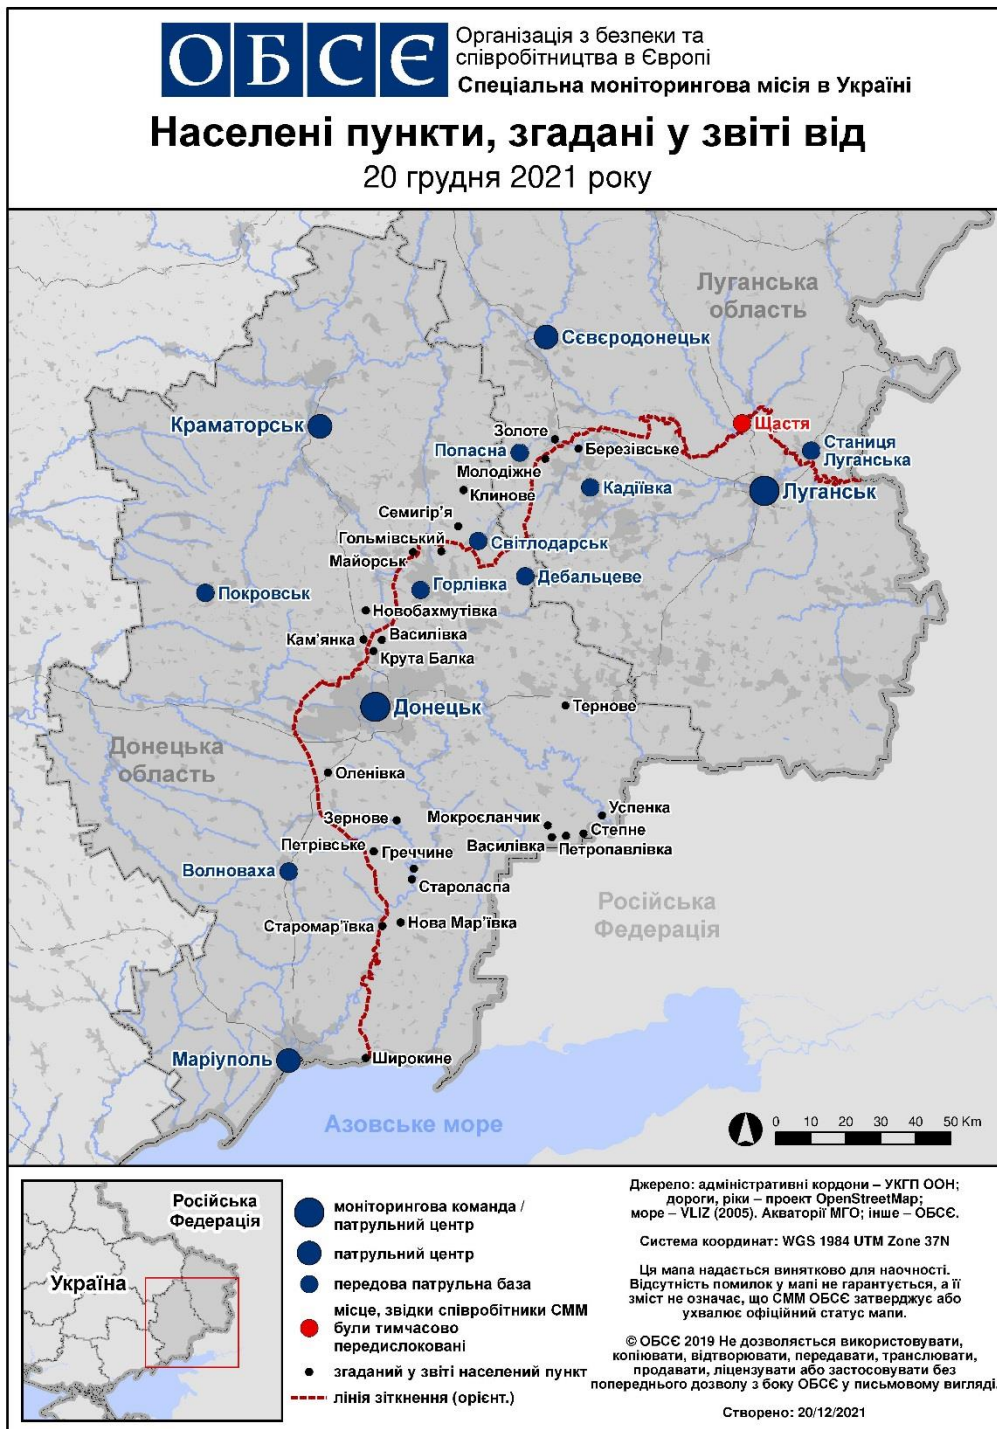 ОБСЄ
Організація з безпеки та
співробітництва в Європі
Спеціальна моніторингова місія в Україні
Населені пункти, згадані у звіті від
20 грудня 2021 року
Луганська
область
Сєвєродонецьк
Краматорськ
Щастя
Золоте
Попасна
Березівське
Станиця
Луганська
Молодіжне
Клинове
Кадіївка
Луганськ
Семигір'я
Гольмівський
Світлодарськ
Майорськ
Дебальцеве
Горлівка
Покровськ
Новобахмутівка
Кам'янка
Василівка
Крута Балка
Донецьк
Тернове
Донецька
область
Оленівка
Зернове
Мокроєланчик
Успенка
Степне
Петрівське
Василівка
Петропавлівка
Греччине
Волноваха
Староласпа
Російська
Федерація
Старомар'ївка
Нова Мар'ївка
Маріуполь
Широкине
Азовське море
0 10 20 30 40 50 Km
Російська
Федерація
Україна
моніторингова команда /
патрульний центр
патрульний центр
передова патрульна база
місце, звідки співробітники СММ
були тимчасово
передислоковані
згаданий у звіті населений пункт
лінія зіткнення (орієнт.)
Джерело: адміністративні кордони – УКГП ООН;
дороги, ріки – проект OpenStreetMap;
море – VLIZ (2005). Акваторії МГО; інше – ОБСЄ.
Система координат: WGS 1984 UTM Zone 37N
Ця мапа надається винятково для наочності.
Відсутність помилок у мапі не гарантується, а її
зміст не означає, що СММ ОБСЄ затверджує або
ухвалює офіційний статус мапи.
© ОБСЄ 2019 Не дозволяється використовувати,
копіювати, відтворювати, передавати, транслювати,
продавати, ліцензувати або застосовувати без
попереднього дозволу з боку ОБСЄ у письмовому вигляді.
Створено: 20/12/2021